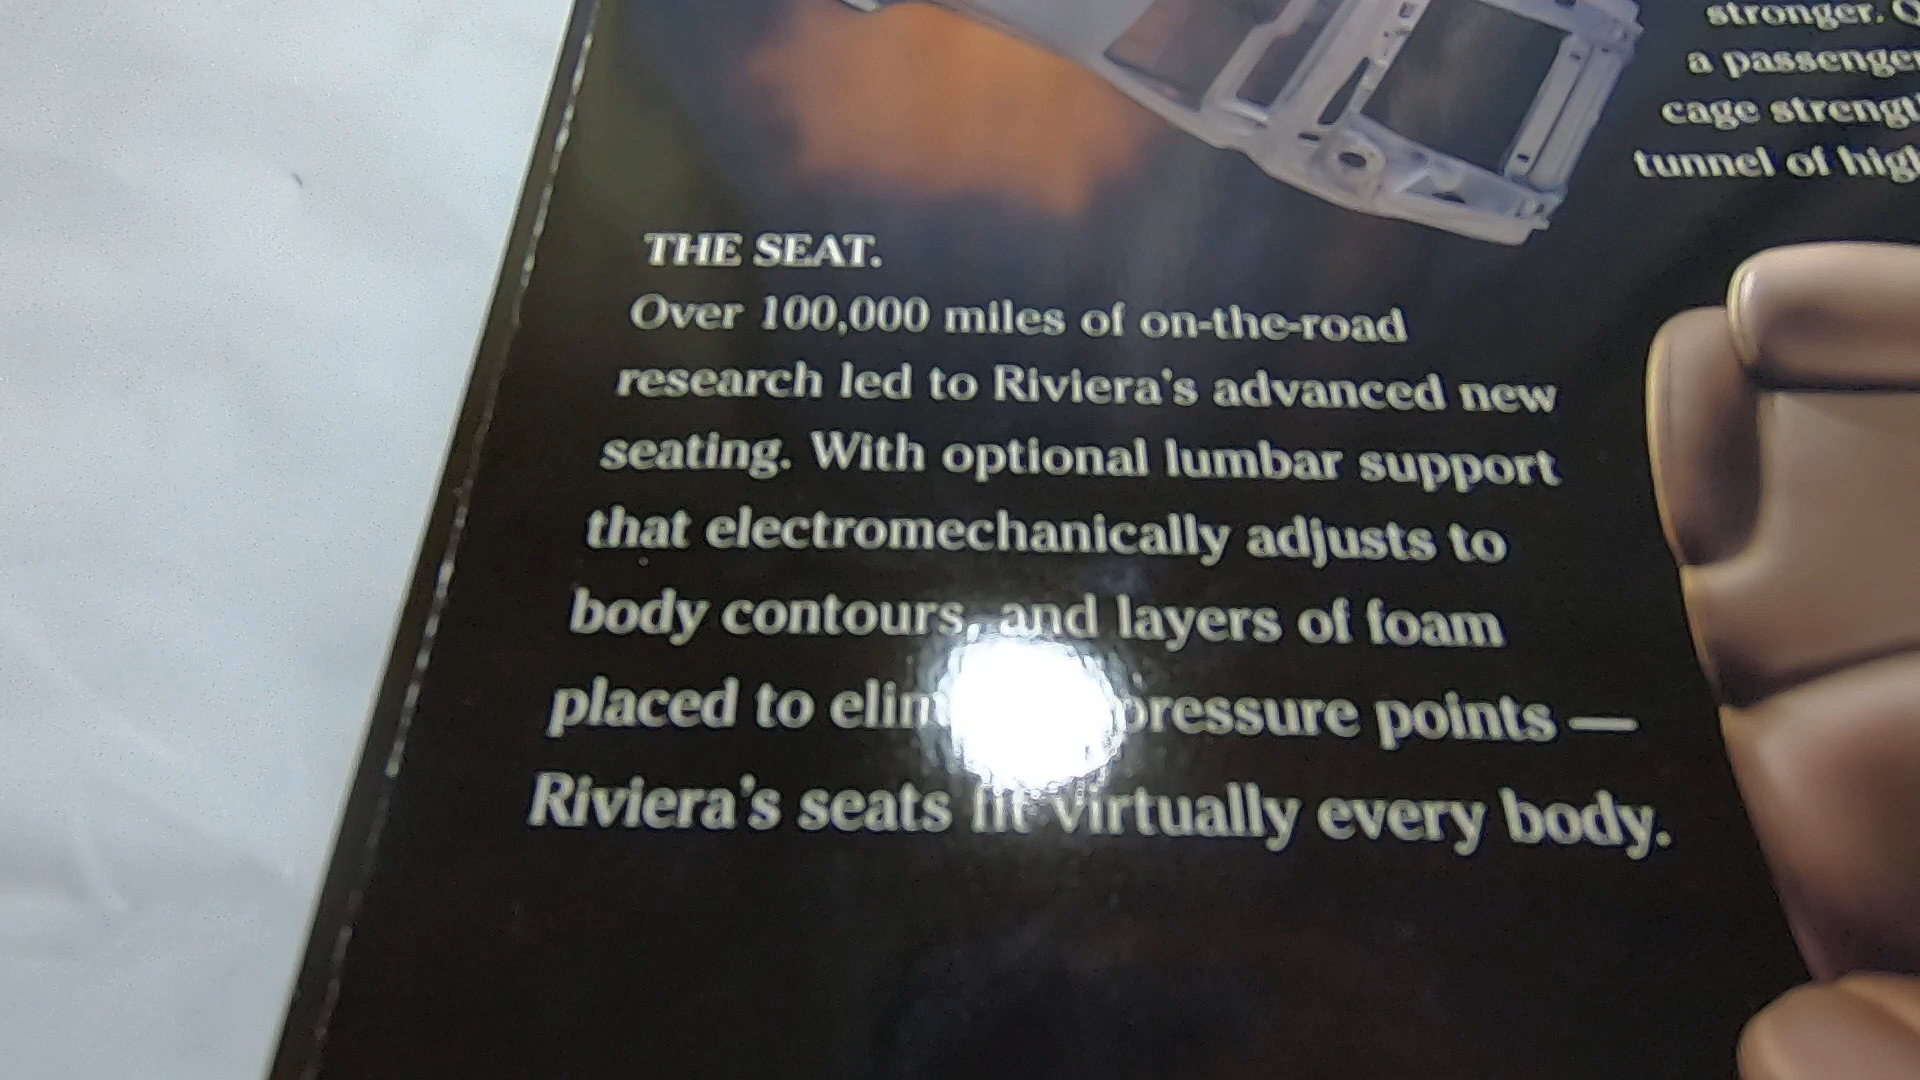 stronger.
a passenger
cage
tunnel of
THE SEAT.
Over 100,000 miles of on-the-road
research led to Riviera's advanced new
seating. With optional lumbar support
that electromechanically adjusts to
body contours, and layers of foam
placed to pressure points —
Riviera's seats fit virtually every body.